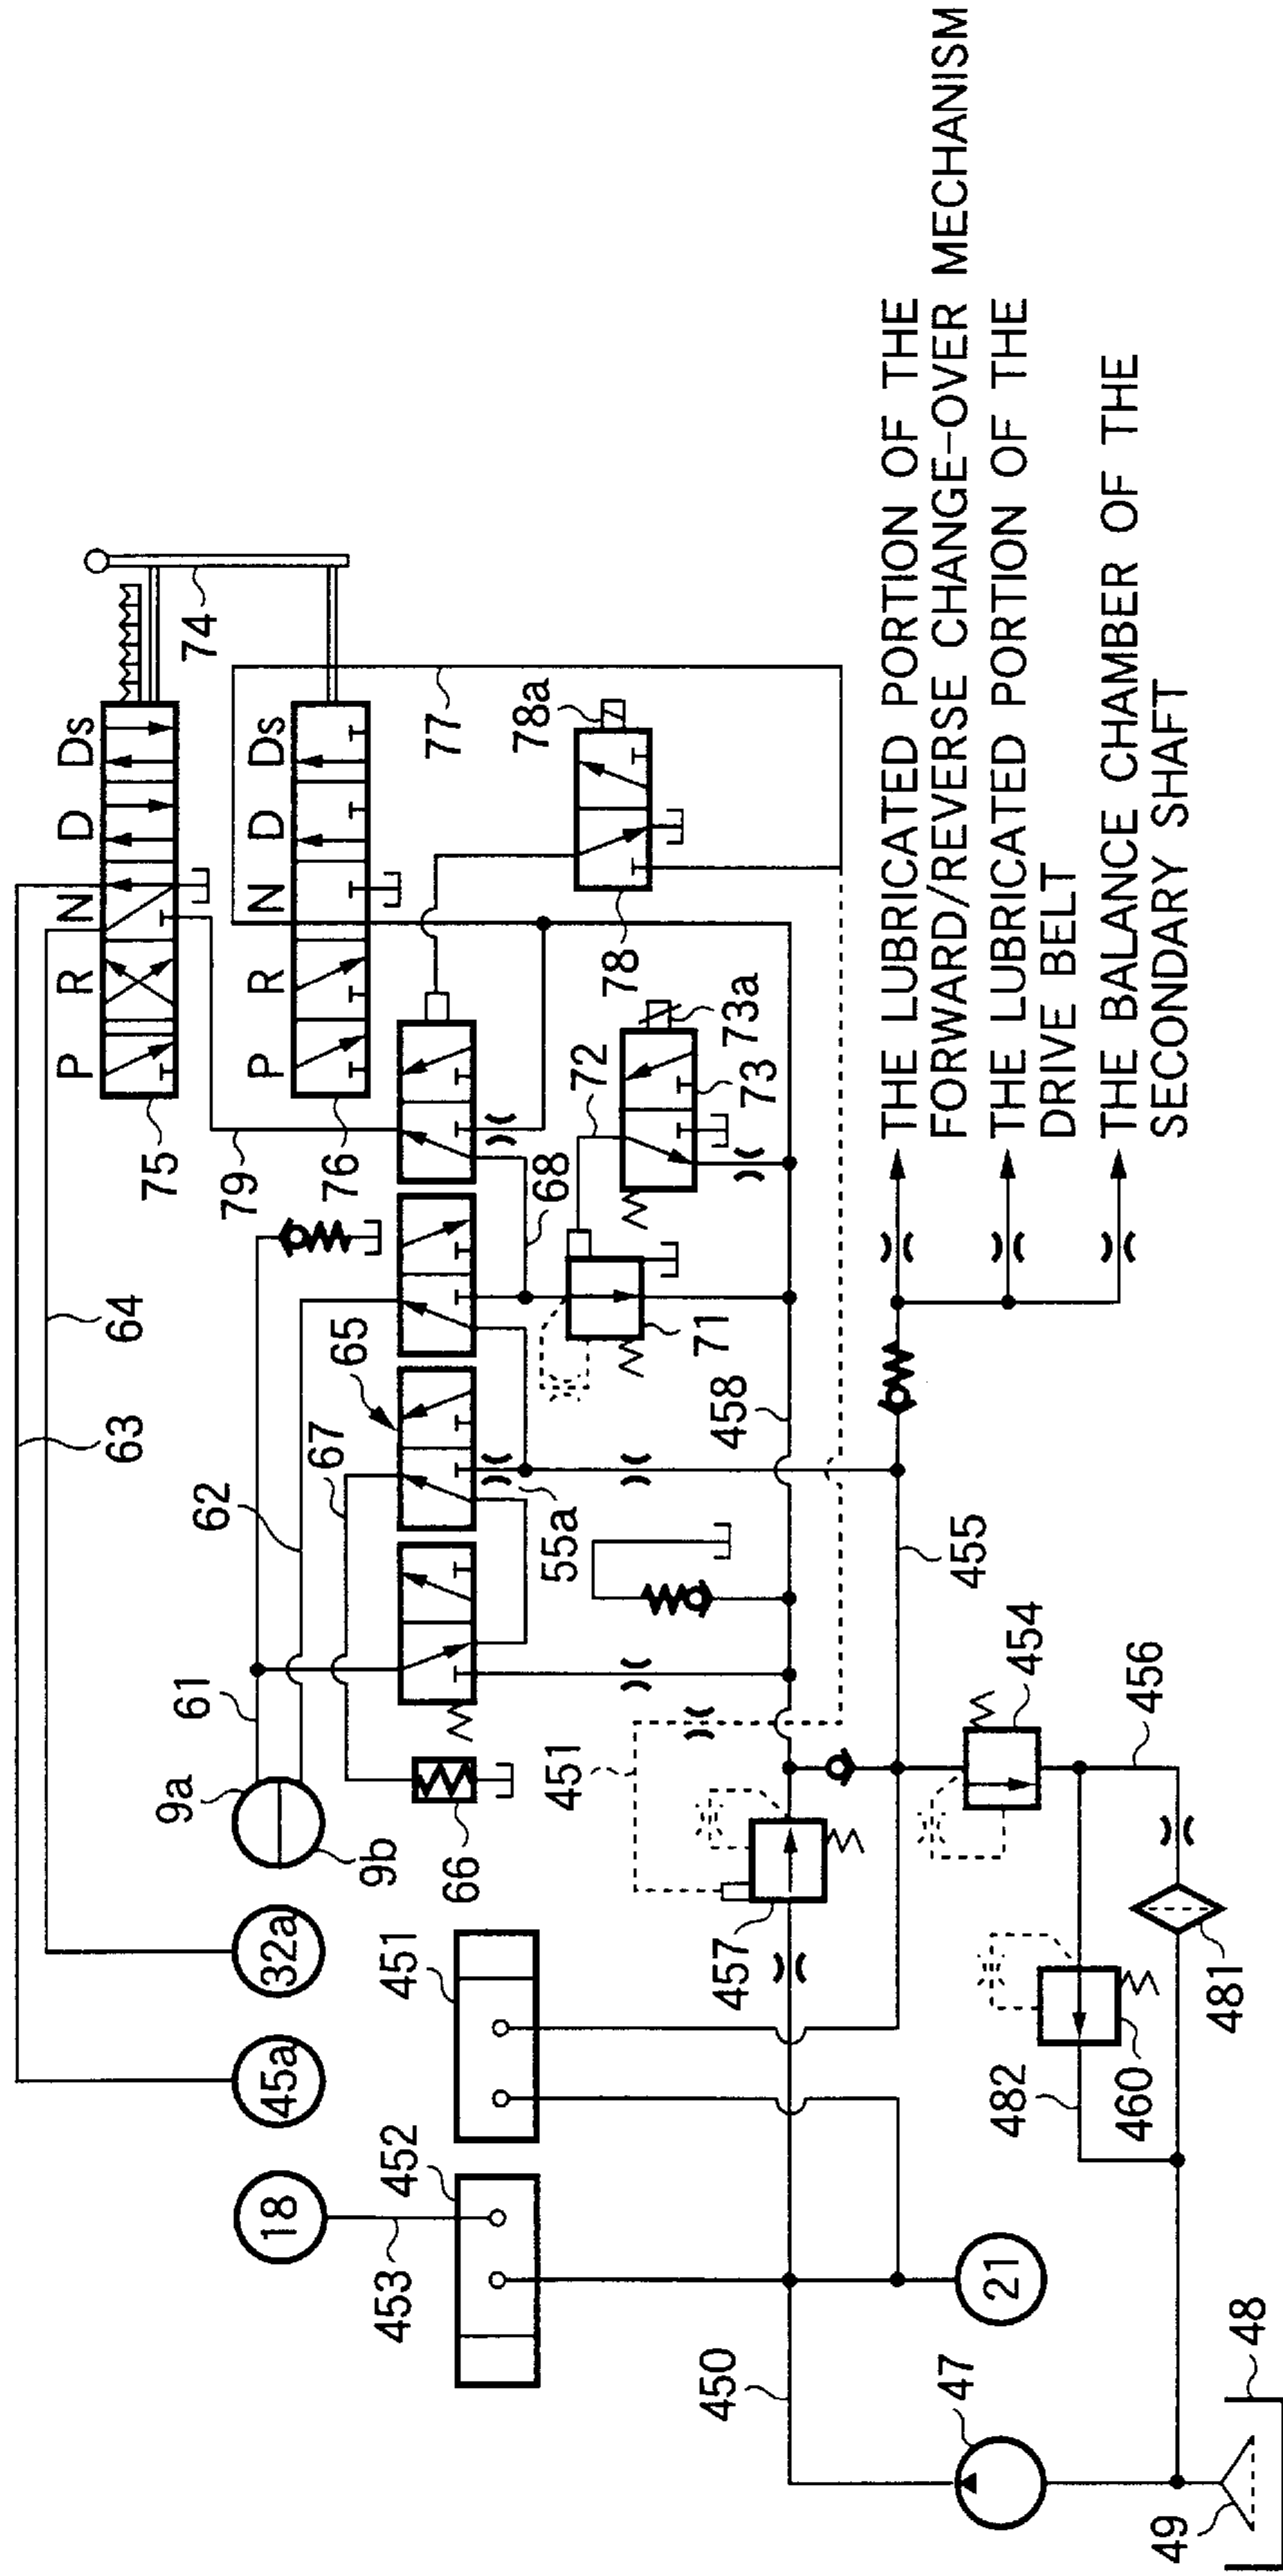 63
64
75
P R N D Ds
74
79
76
P R N D Ds
77
61
62
67
65
68
72
78
78a
73
73a
9a
9b
66
55a
71
458
18
45a
32a
453
452
451
451
457
455
454
456
450
47
21
482
460
481
48
49
THE LUBRICATED PORTION OF THE
FORWARD/REVERSE CHANGE-OVER MECHANISM
THE LUBRICATED PORTION OF THE
DRIVE BELT
THE BALANCE CHAMBER OF THE
SECONDARY SHAFT